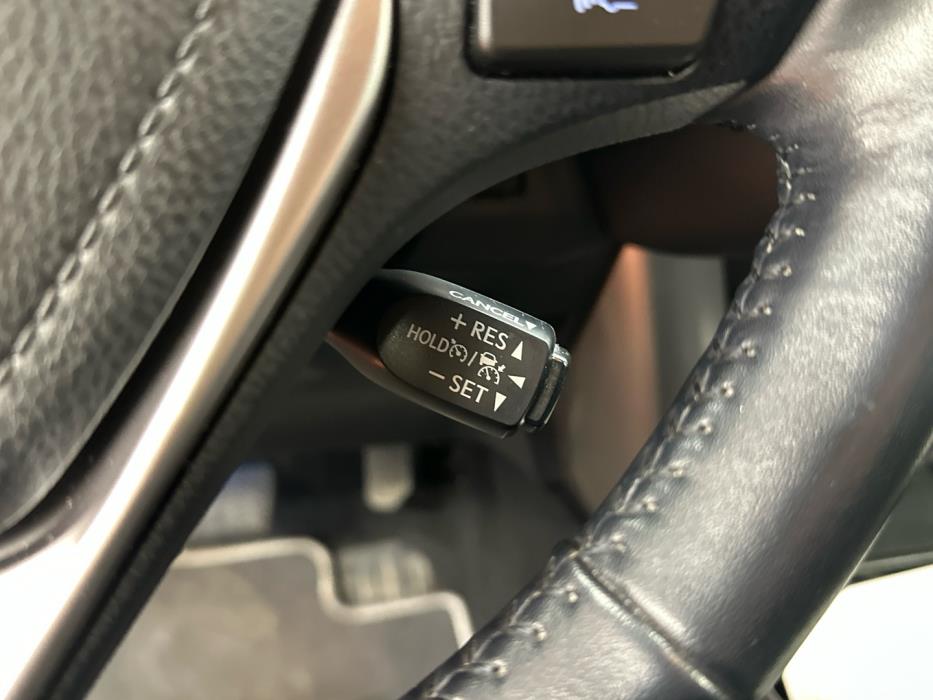 CANCEL▼
+ RES ▲
HOLD / ◀
− SET ▼